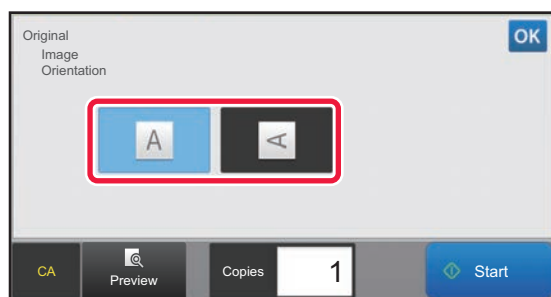 Original
Image
Orientation
OK
A
A
CA
Preview
Copies
1
Start